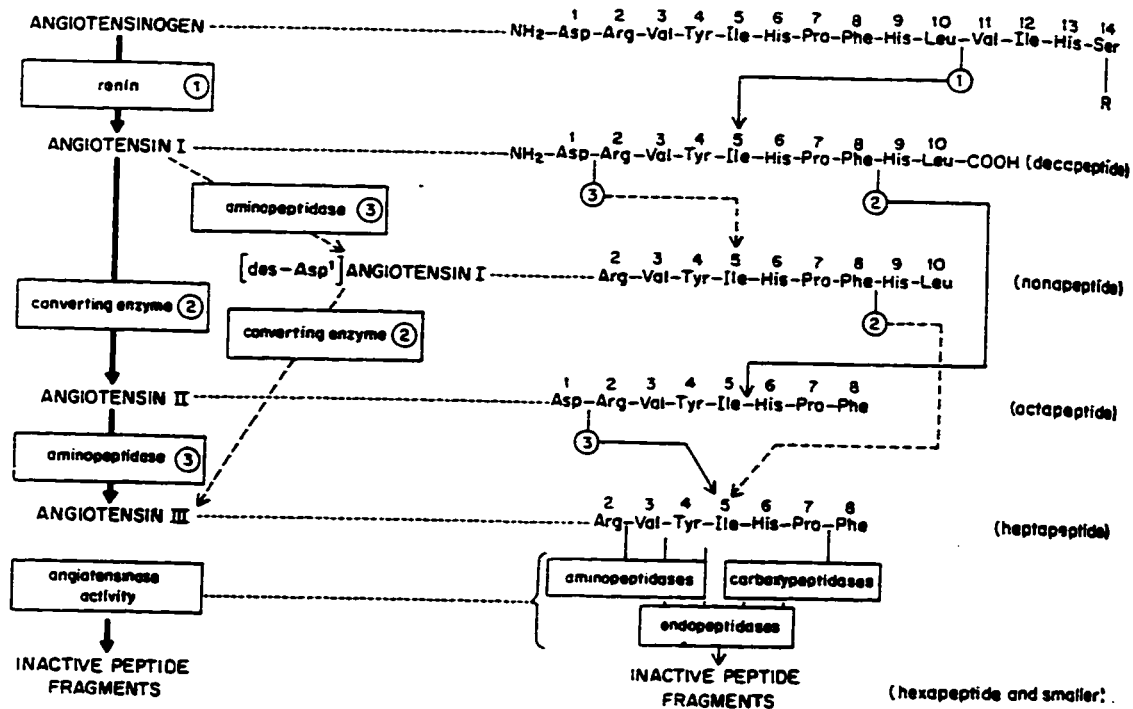 1 2 3 4 5 6 7 8 9 10 11 12 13 14
ANGIOTENSINOGEN NH2–Asp–Arg–Val–Tyr–Ile–His–Pro–Phe–His–Leu–Val–Ile–His–Ser
renin 1
1
R
1 2 3 4 5 6 7 8 9 10
ANGIOTENSIN I NH2–Asp–Arg–Val–Tyr–Ile–His–Pro–Phe–His–Leu–COOH (deccpeptide)
3
2
aminopeptidase 3
2 3 4 5 6 7 8 9 10
[des-Asp1] ANGIOTENSIN I Arg–Val–Tyr–Ile–His–Pro–Phe–His–Leu (nonapeptide)
converting enzyme 2
2
converting enzyme 2
1 2 3 4 5 6 7 8
ANGIOTENSIN II Asp–Arg–Val–Tyr–Ile–His–Pro–Phe (octapeptide)
3
aminopeptidase 3
2 3 4 5 6 7 8
ANGIOTENSIN III Arg–Val–Tyr–Ile–His–Pro–Phe (heptapeptide)
angiotensinase
activity
aminopeptidases carboxypeptidases
endopeptidases
INACTIVE PEPTIDE
FRAGMENTS
INACTIVE PEPTIDE
FRAGMENTS
(hexapeptide and smaller)